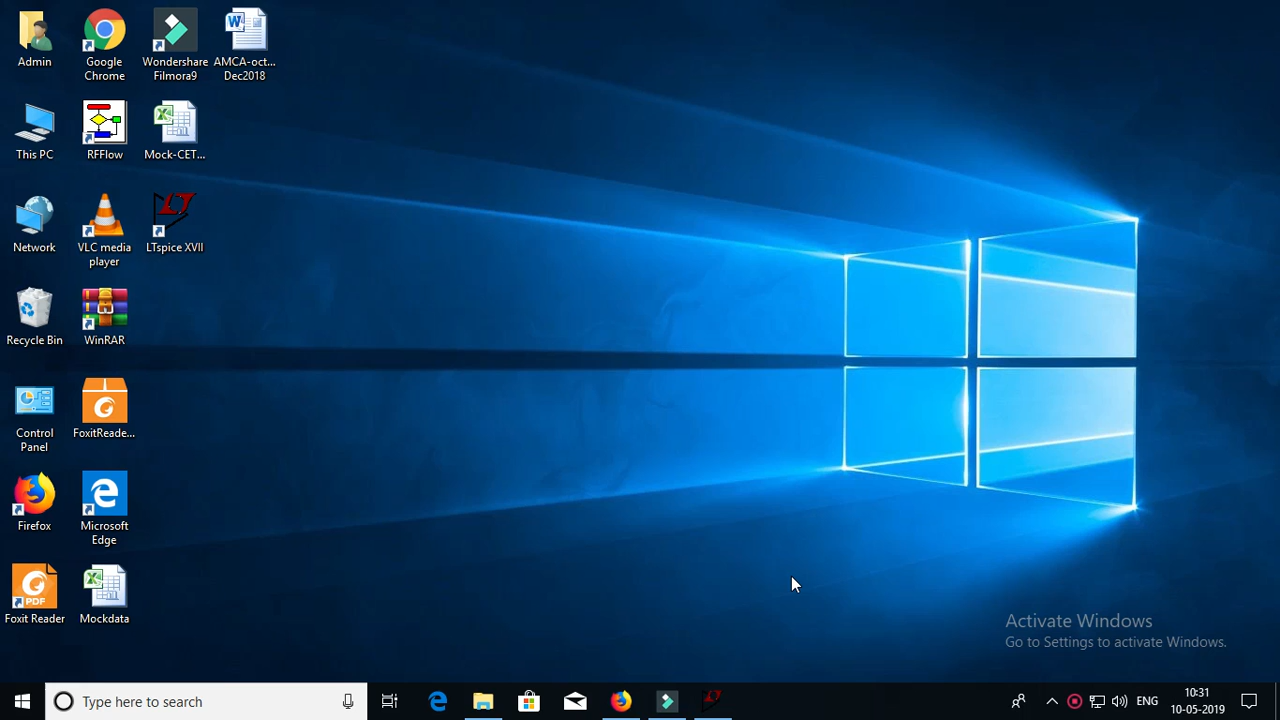 Admin
Google
Chrome
Wondershare
Filmora9
AMCA-oct...
Dec2018
This PC
RFFlow
Mock-CET...
Network
VLC media
player
LTspice XVII
Recycle Bin
WinRAR
Control
Panel
FoxitReade...
Firefox
Microsoft
Edge
Foxit Reader
PDF
Mockdata
Activate Windows
Go to Settings to activate Windows.
Type here to search
ENG
10:31
10-05-2019